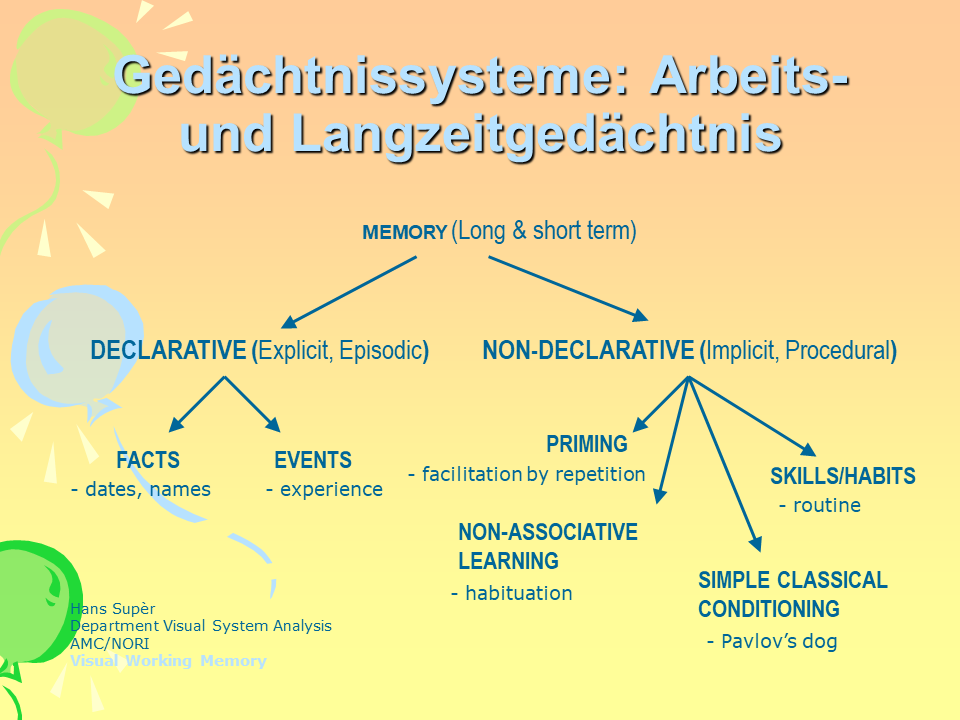 Gedächtnissysteme: Arbeits-
und Langzeitgedächtnis
MEMORY (Long & short term)
DECLARATIVE (Explicit, Episodic)
NON-DECLARATIVE (Implicit, Procedural)
FACTS
- dates, names
EVENTS
- experience
PRIMING
- facilitation by repetition
SKILLS/HABITS
- routine
NON-ASSOCIATIVE
LEARNING
- habituation
SIMPLE CLASSICAL
CONDITIONING
- Pavlov’s dog
Hans Supèr
Department Visual System Analysis
AMC/NORI
Visual Working Memory